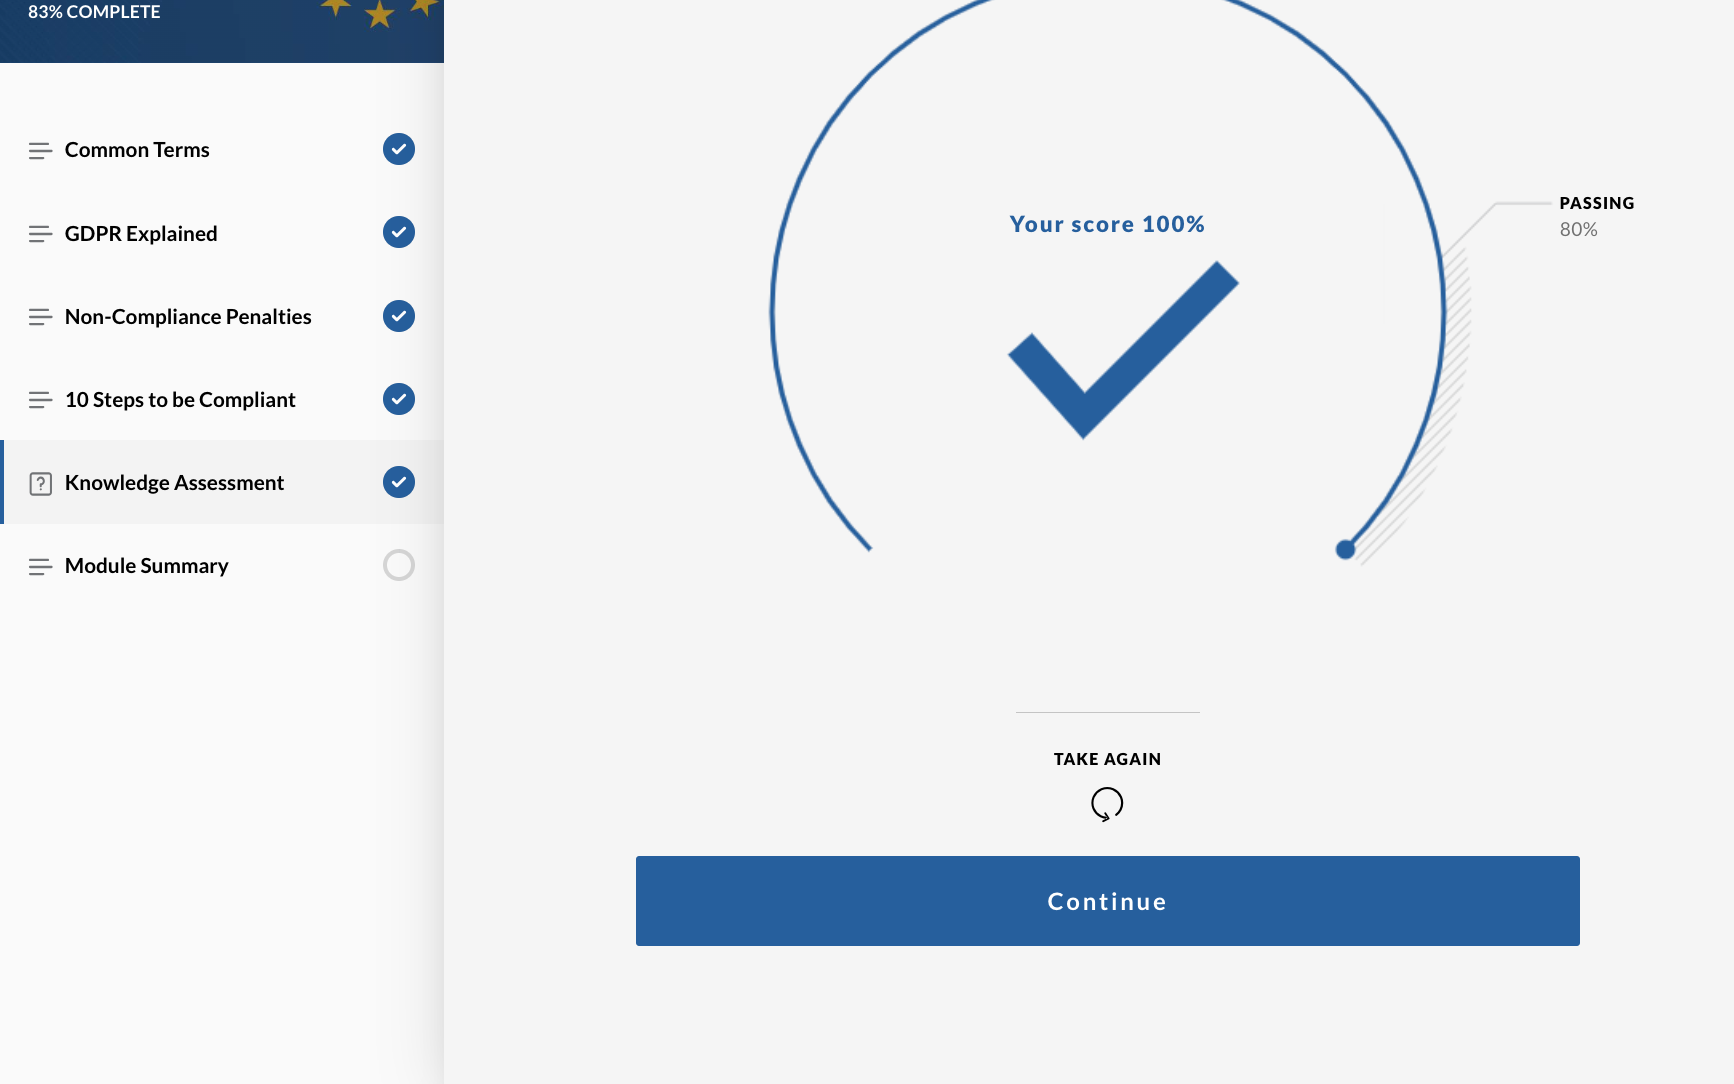 83% COMPLETE
Common Terms
GDPR Explained
Non-Compliance Penalties
10 Steps to be Compliant
Knowledge Assessment
Module Summary
Your score 100%
PASSING
80%
TAKE AGAIN
Continue